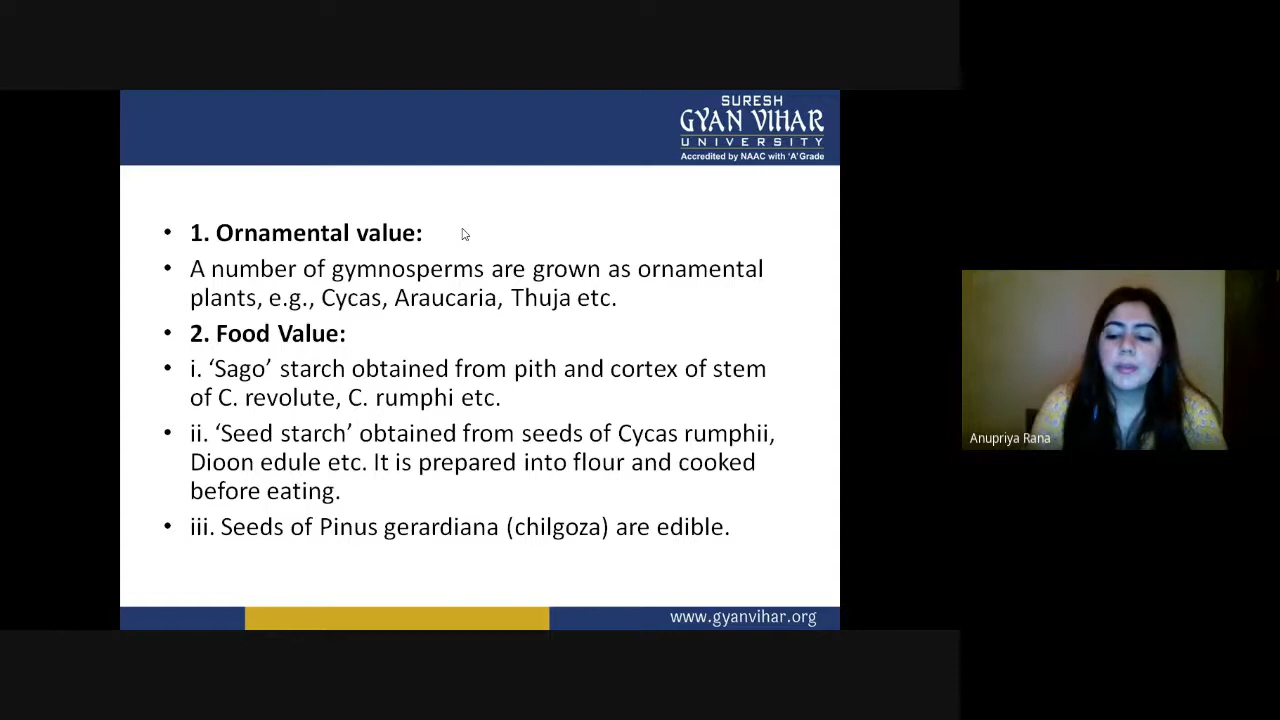 SURESH
GYAN VIHAR
UNIVERSITY
Accredited by NAAC with 'A' Grade
• 1. Ornamental value:
• A number of gymnosperms are grown as ornamental
plants, e.g., Cycas, Araucaria, Thuja etc.
• 2. Food Value:
• i. ‘Sago’ starch obtained from pith and cortex of stem
of C. revolute, C. rumphi etc.
• ii. ‘Seed starch’ obtained from seeds of Cycas rumphii,
Dioon edule etc. It is prepared into flour and cooked
before eating.
• iii. Seeds of Pinus gerardiana (chilgoza) are edible.
www.gyanvihar.org
Anupriya Rana